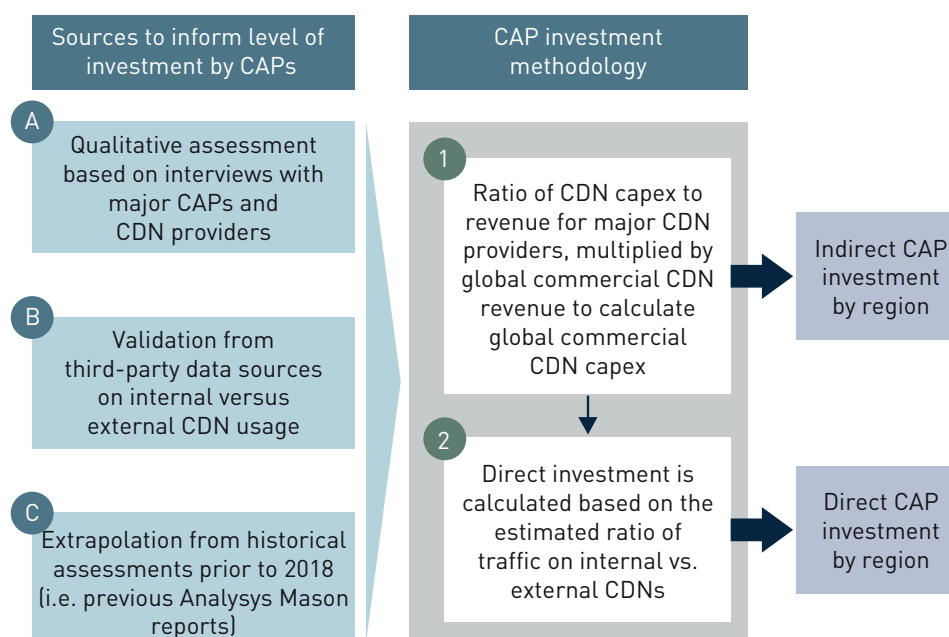 Sources to inform level of
investment by CAPs
A
Qualitative assessment
based on interviews with
major CAPs and
CDN providers
B
Validation from
third-party data sources
on internal versus
external CDN usage
C
Extrapolation from historical
assessments prior to 2018
(i.e. previous Analysys Mason
reports)
CAP investment
methodology
1
Ratio of CDN capex to
revenue for major CDN
providers, multiplied by
global commercial CDN
revenue to calculate
global commercial
CDN capex
2
Direct investment is
calculated based on the
estimated ratio of
traffic on internal vs.
external CDNs
Indirect CAP
investment
by region
Direct CAP
investment
by region